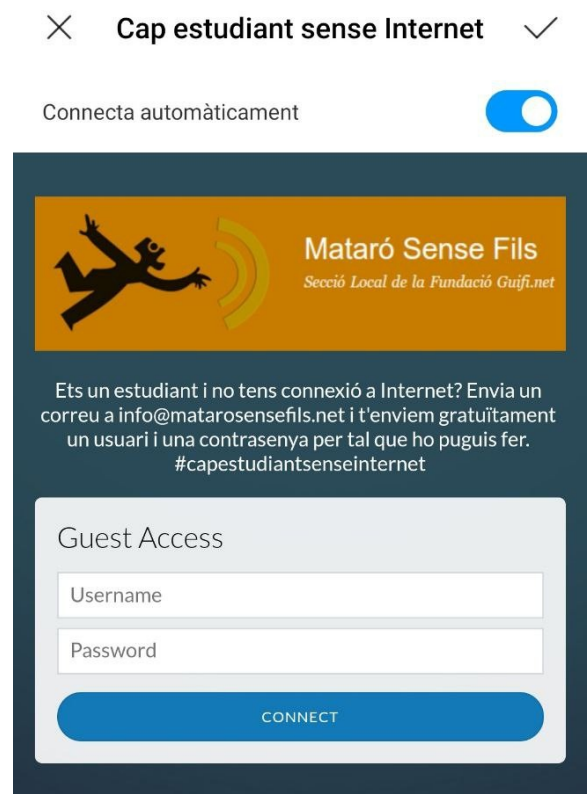 Cap estudiant sense Internet
Connecta automàticament
Mataró Sense Fils
Secció Local de la Fundació Guifi.net
Ets un estudiant i no tens connexió a Internet? Envia un
correu a info@matarosensefils.net i t'enviem gratuïtament
un usuari i una contrasenya per tal que ho puguis fer.
#capestudiantsenseinternet
Guest Access
Username
Password
CONNECT